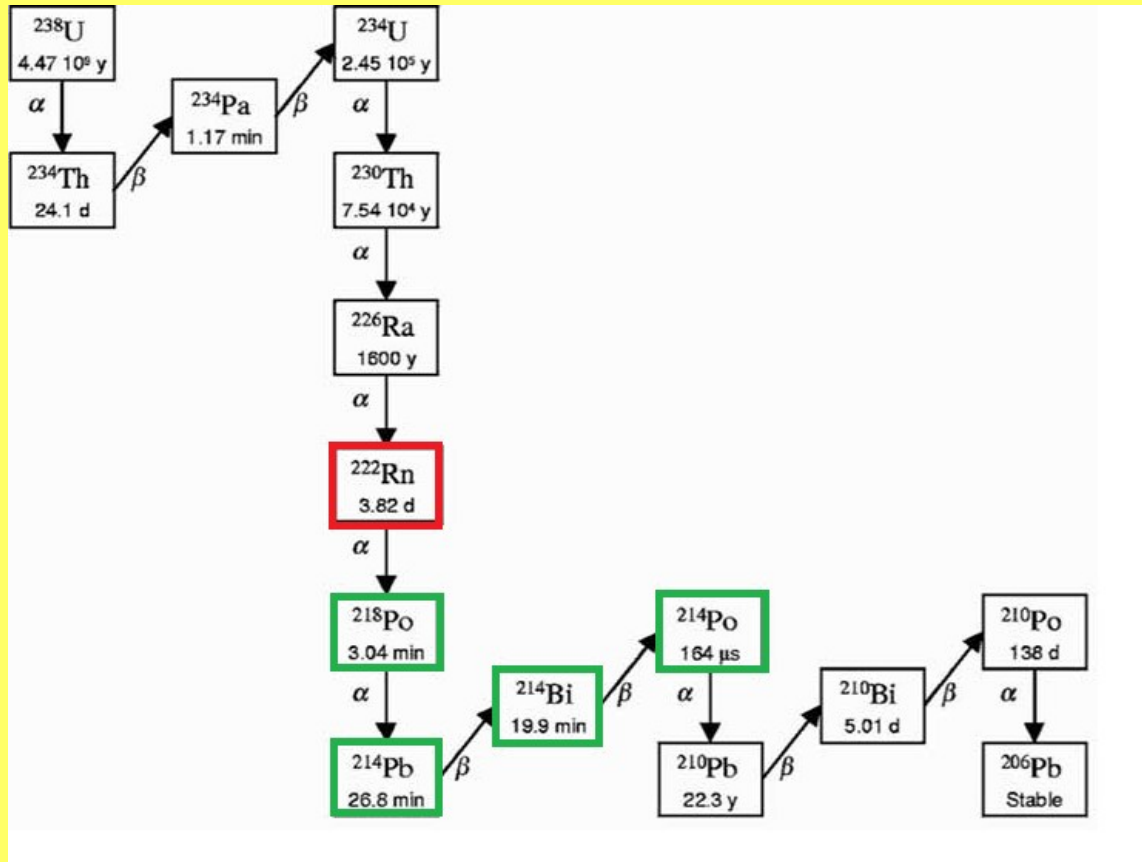 ²³⁸U
4.47 10⁹ y
α
²³⁴Th
24.1 d
β
²³⁴Pa
1.17 min
β
²³⁴U
2.45 10⁵ y
α
²³⁰Th
7.54 10⁴ y
α
²²⁶Ra
1600 y
α
²²²Rn
3.82 d
α
²¹⁸Po
3.04 min
α
²¹⁴Pb
26.8 min
β
²¹⁴Bi
19.9 min
β
²¹⁴Po
164 μs
α
²¹⁰Pb
22.3 y
β
²¹⁰Bi
5.01 d
β
²¹⁰Po
138 d
α
²⁰⁶Pb
Stable